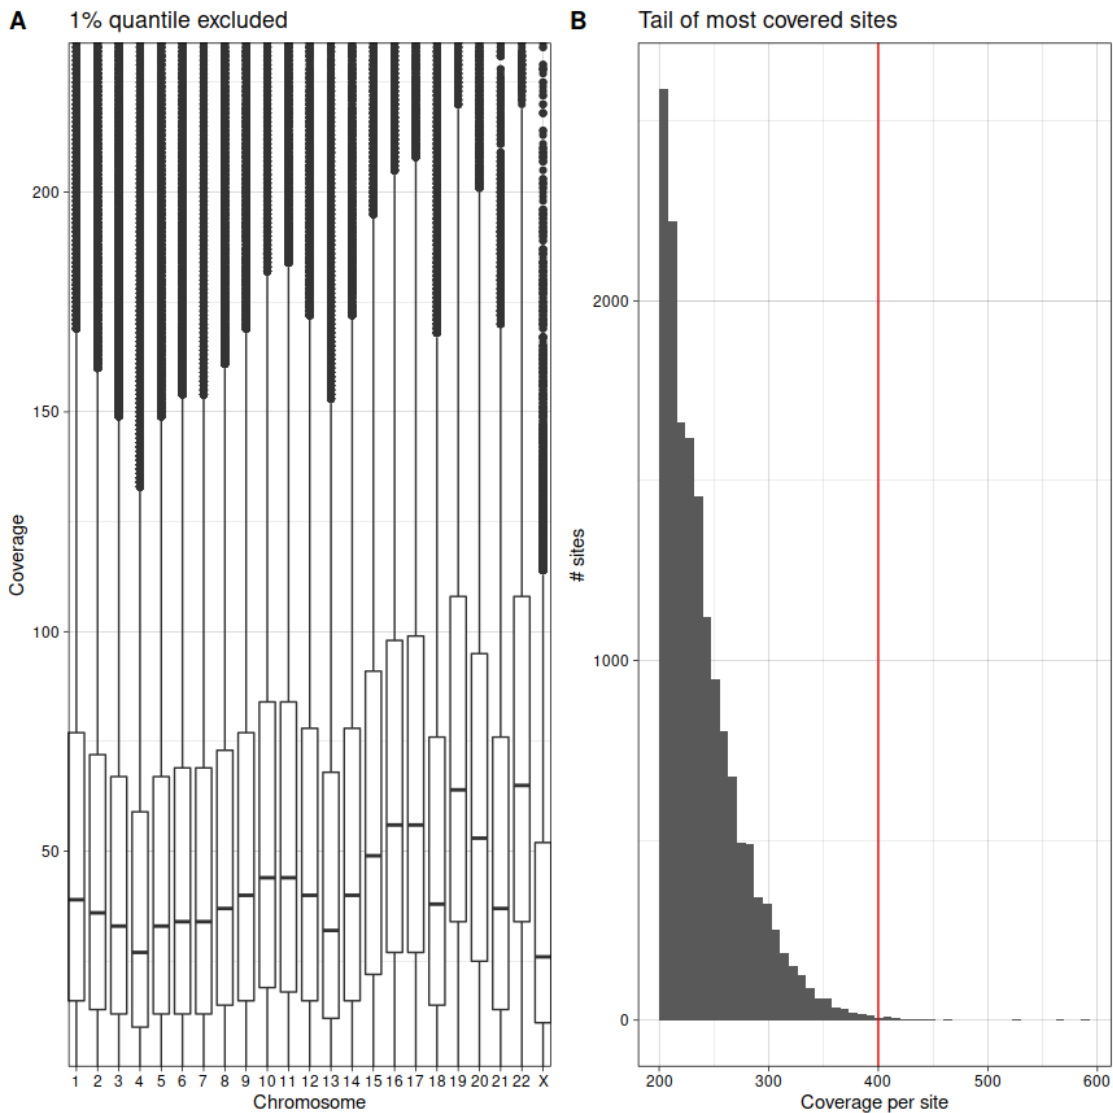 A 1% quantile excluded
Coverage
200
150
100
50
1 2 3 4 5 6 7 8 9 10 11 12 13 14 15 16 17 18 19 20 21 22 X
Chromosome
B Tail of most covered sites
# sites
2000
1000
0
200 300 400 500 600
Coverage per site